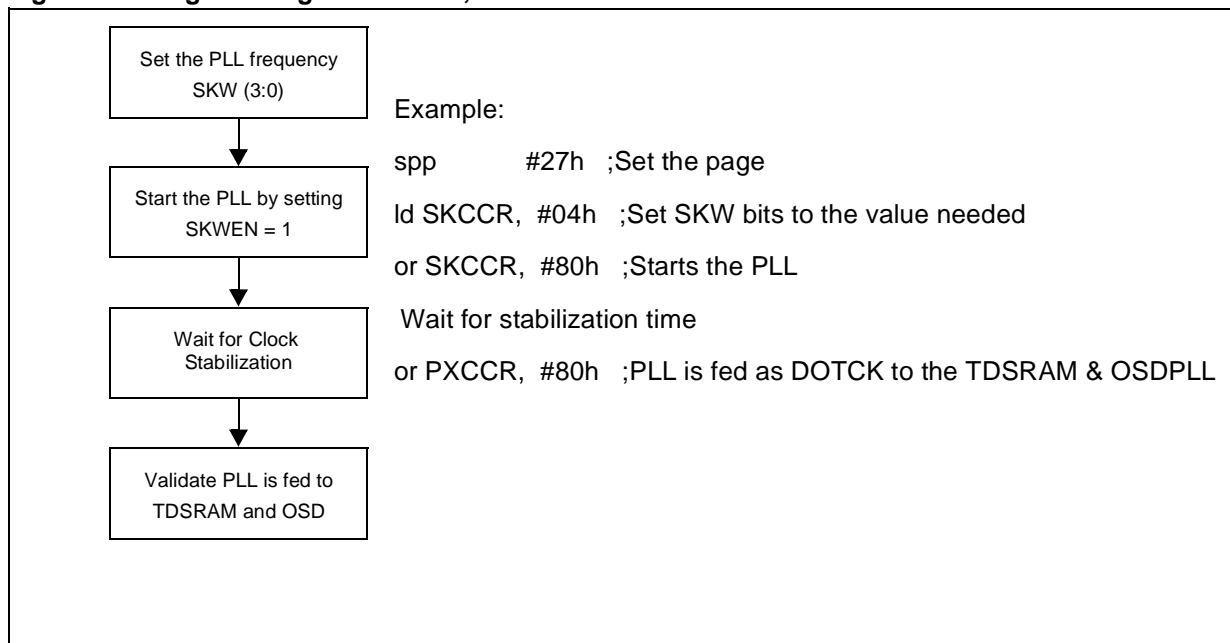 Set the PLL frequency
SKW (3:0)
Start the PLL by setting
SKWEN = 1
Wait for Clock
Stabilization
Validate PLL is fed to
TDSRAM and OSD
Example:
spp #27h ;Set the page
ld SKCCR, #04h ;Set SKW bits to the value needed
or SKCCR, #80h ;Starts the PLL
Wait for stabilization time
or PXCCR, #80h ;PLL is fed as DOTCK to the TDSRAM & OSDPLL